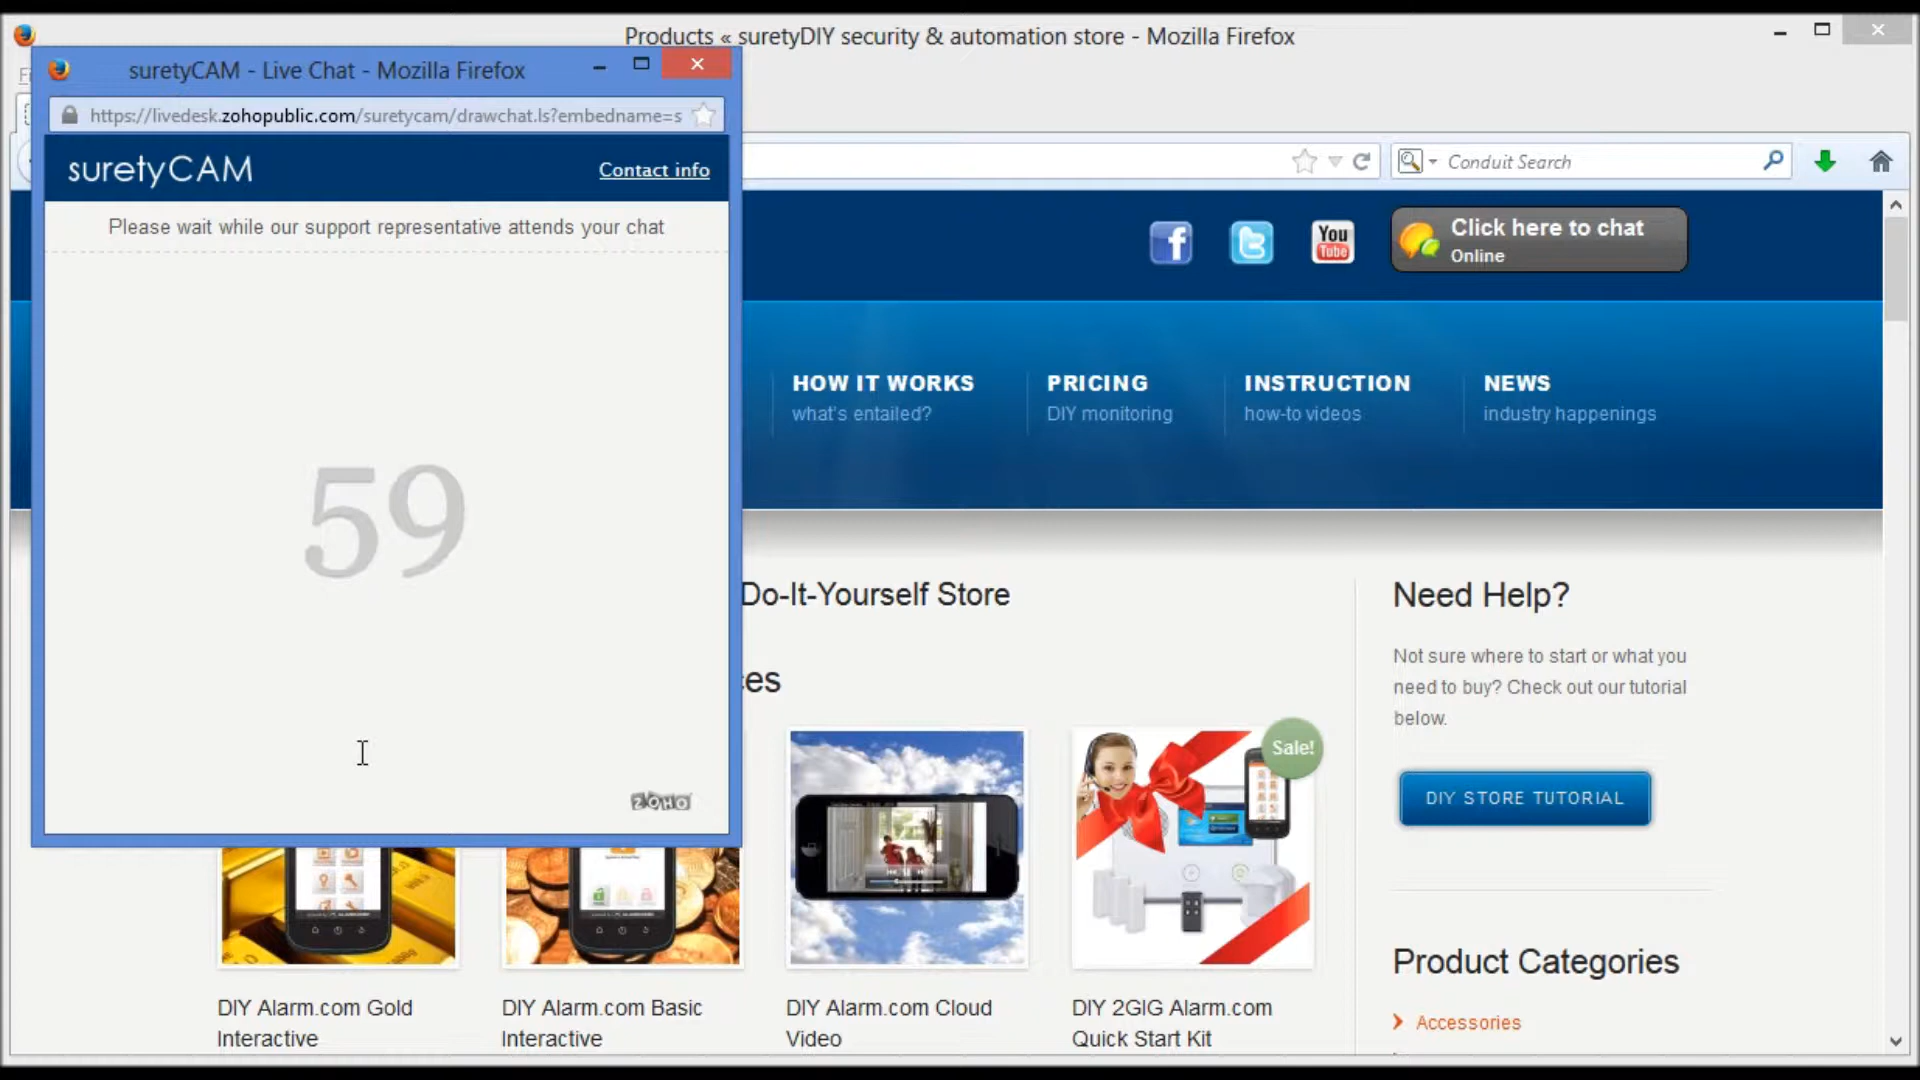 Products « suretyDIY security & automation store - Mozilla Firefox
suretyCAM - Live Chat - Mozilla Firefox
https://livedesk.zohopublic.com/suretycam/drawchat.ls?embedname=s
suretyCAM
Contact info
Please wait while our support representative attends your chat
59
ZOHO
Conduit Search
You
Tube
Click here to chat
Online
HOW IT WORKS
what's entailed?
PRICING
DIY monitoring
INSTRUCTION
how-to videos
NEWS
industry happenings
Do-It-Yourself Store
ces
Sale!
DIY Alarm.com Gold
Interactive
DIY Alarm.com Basic
Interactive
DIY Alarm.com Cloud
Video
DIY 2GIG Alarm.com
Quick Start Kit
Need Help?
Not sure where to start or what you
need to buy? Check out our tutorial
below.
DIY STORE TUTORIAL
Product Categories
Accessories